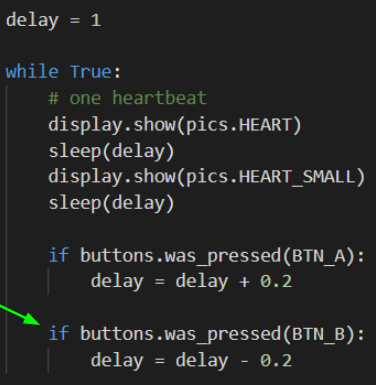 delay = 1
while True:
    # one heartbeat
    display.show(pics.HEART)
    sleep(delay)
    display.show(pics.HEART_SMALL)
    sleep(delay)
    if buttons.was_pressed(BTN_A):
        delay = delay + 0.2
    if buttons.was_pressed(BTN_B):
        delay = delay - 0.2